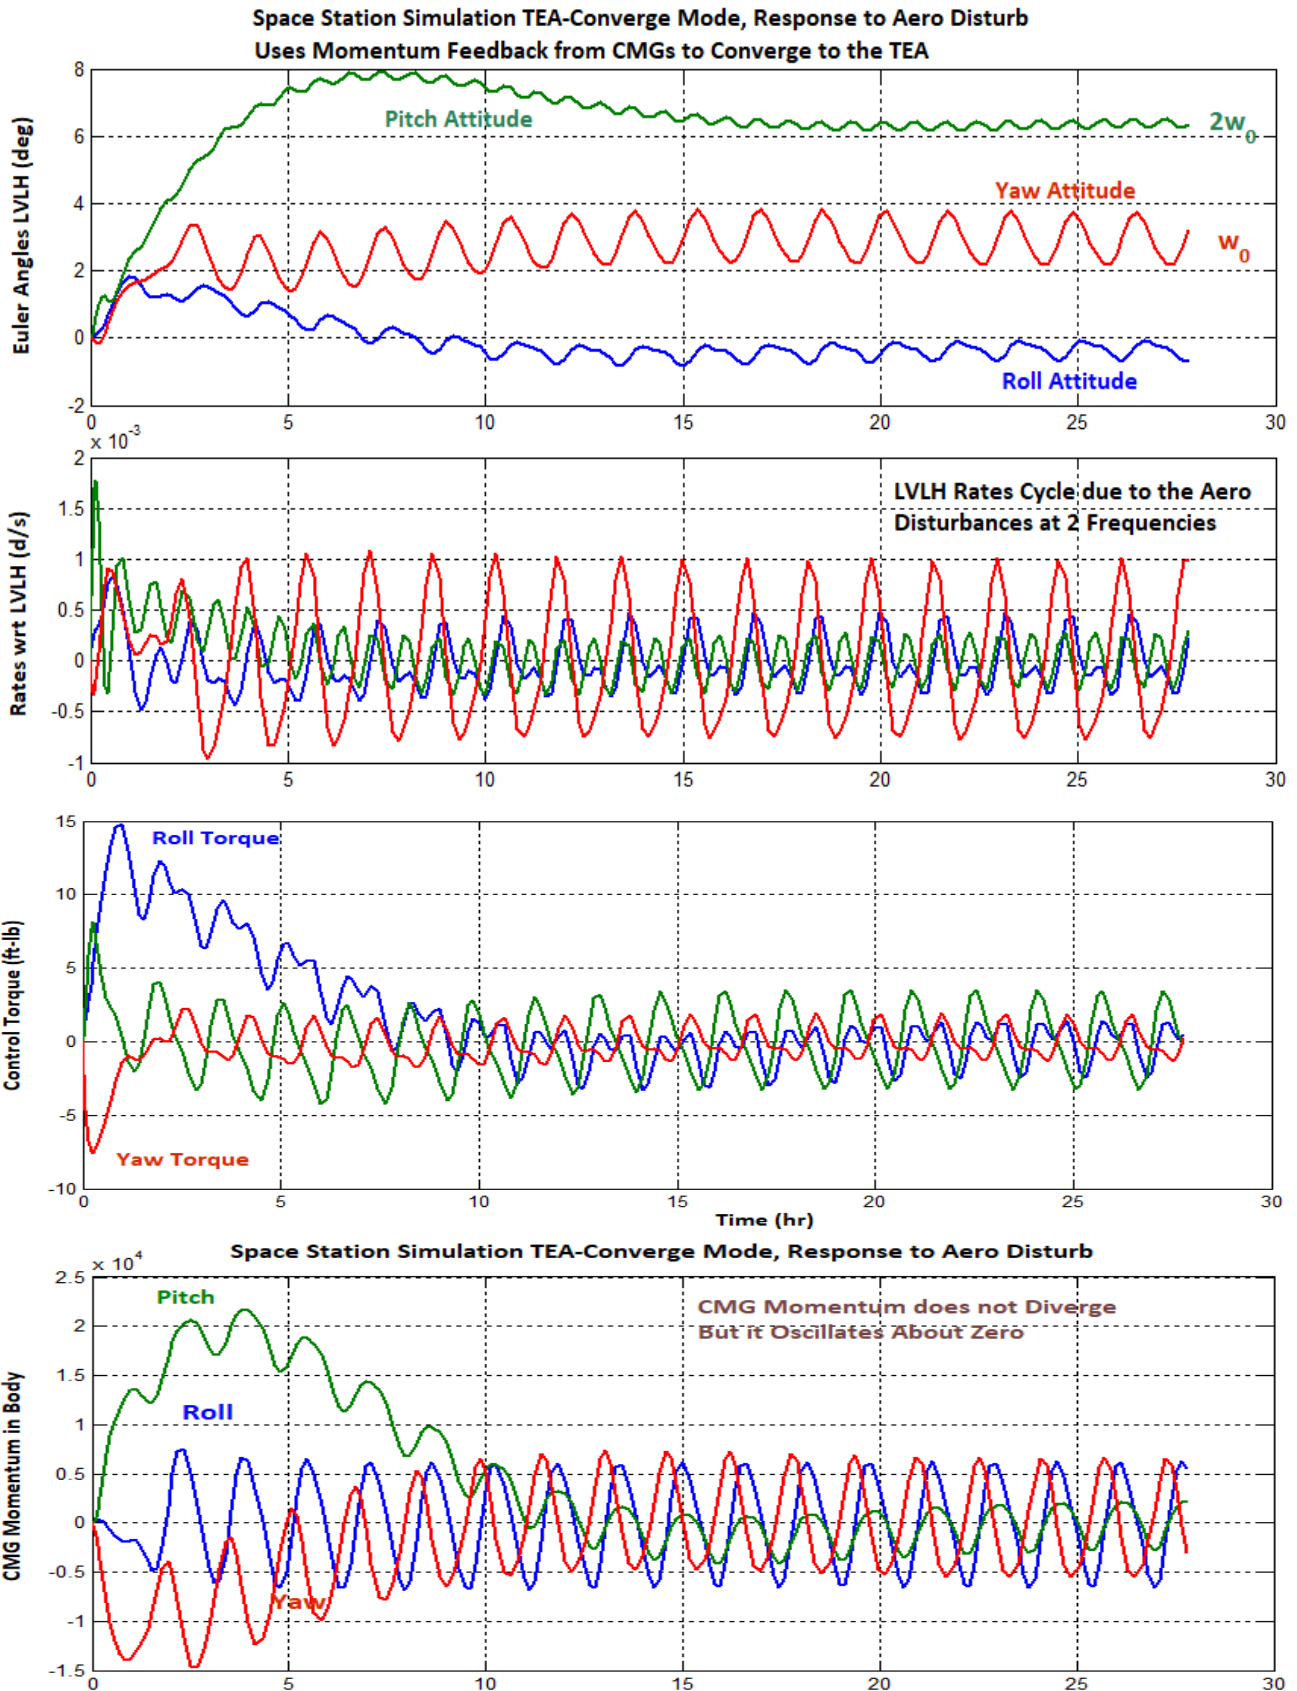 Space Station Simulation TEA-Converge Mode, Response to Aero Disturb
Uses Momentum Feedback from CMGs to Converge to the TEA
Euler Angles LVLH (deg)
8
6
4
2
0
-2
Pitch Attitude
2w0
Yaw Attitude
w0
Roll Attitude
0 5 10 15 20 25 30
x 10-3
Rates wrt LVLH (d/s)
2
1.5
1
0.5
0
-0.5
-1
LVLH Rates Cycle due to the Aero
Disturbances at 2 Frequencies
0 5 10 15 20 25 30
Control Torque (ft-lb)
15
10
5
0
-5
-10
Roll Torque
Yaw Torque
0 5 10 15 20 25 30
Time (hr)
Space Station Simulation TEA-Converge Mode, Response to Aero Disturb
x 104
CMG Momentum in Body
2.5
2
1.5
1
0.5
0
-0.5
-1
-1.5
Pitch
CMG Momentum does not Diverge
But it Oscillates About Zero
Roll
Yaw
0 5 10 15 20 25 30